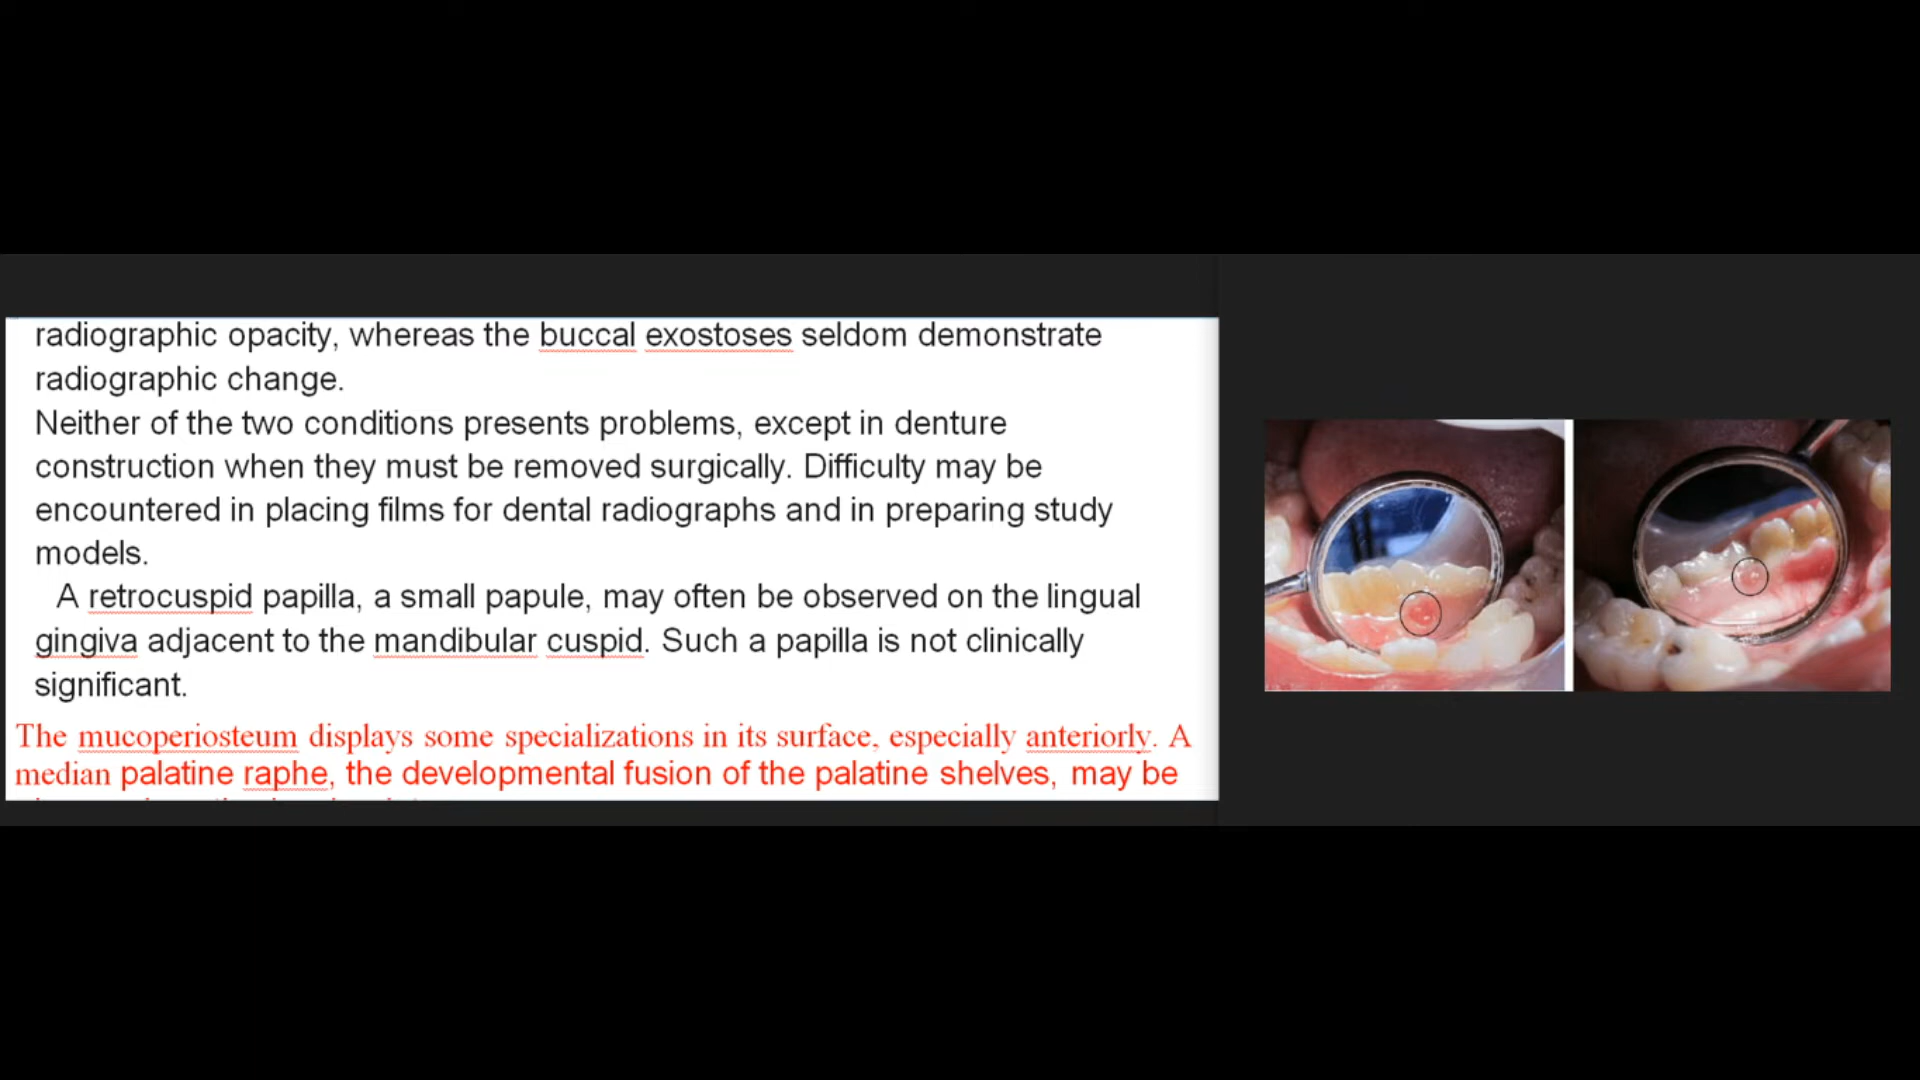 radiographic opacity, whereas the buccal exostoses seldom demonstrate
radiographic change.
Neither of the two conditions presents problems, except in denture
construction when they must be removed surgically. Difficulty may be
encountered in placing films for dental radiographs and in preparing study
models.
A retrocuspid papilla, a small papule, may often be observed on the lingual
gingiva adjacent to the mandibular cuspid. Such a papilla is not clinically
significant.
The mucoperiosteum displays some specializations in its surface, especially anteriorly. A
median palatine raphe, the developmental fusion of the palatine shelves, may be